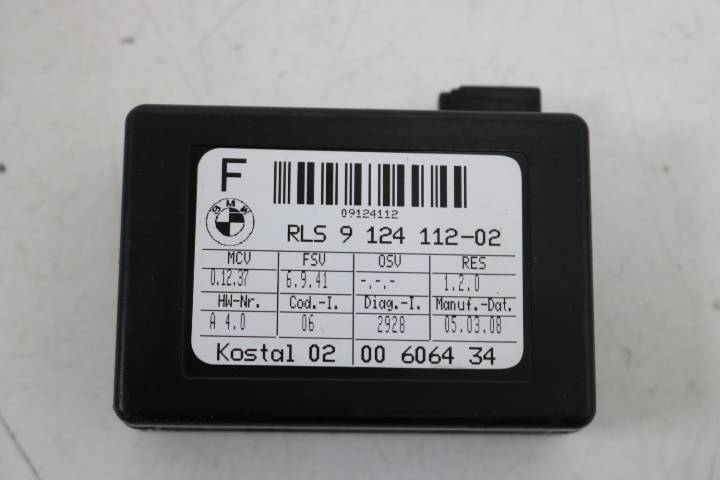 F
09124112
BMW
RLS 9 124 112-02
MCV FSV OSV RES
0.12.37 6.9.41 -.-.- 1.2.0
HW-Nr. Cod.-I. Diag.-I. Manuf.-Dat.
A 4.0 06 2928 05.03.08
Kostal 02 00 6064 34